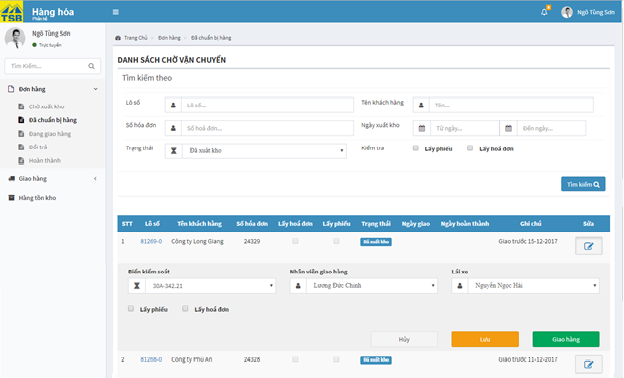 TSB
Hàng hóa
Phân hệ
Ngô Tùng Sơn
Ngô Tùng Sơn
Trực tuyến
Tìm Kiếm...
Đơn hàng
Chờ xuất kho
Đã chuẩn bị hàng
Đang giao hàng
Đổi trả
Hoàn thành
Giao hàng
Hàng tồn kho
Trang Chủ - Đơn hàng - Đã chuẩn bị hàng
DANH SÁCH CHỜ VẬN CHUYỂN
Tìm kiếm theo
Lô số Lô số... Tên khách hàng Tên...
Số hóa đơn Số hoá đơn... Ngày xuất kho Từ ngày... Đến ngày...
Trạng thái Đã xuất kho Kiểm tra Lấy phiếu Lấy hoá đơn
Tìm kiếm
STT Lô số Tên khách hàng Số hóa đơn Lấy hoá đơn Lấy phiếu Trạng thái Ngày giao Ngày hoàn thành Ghi chú Sửa
1 81269-0 Công ty Long Giang 24329 Đã xuất kho Giao trước 15-12-2017
Biển kiểm soát Nhân viên giao hàng Lái xe
30A-342.21 Lương Đức Chinh Nguyễn Ngọc Hải
Lấy phiếu Lấy hoá đơn
Hủy Lưu Giao hàng
2 81268-0 Công ty Phú An 24328 Đã xuất kho Giao trước 11-12-2017